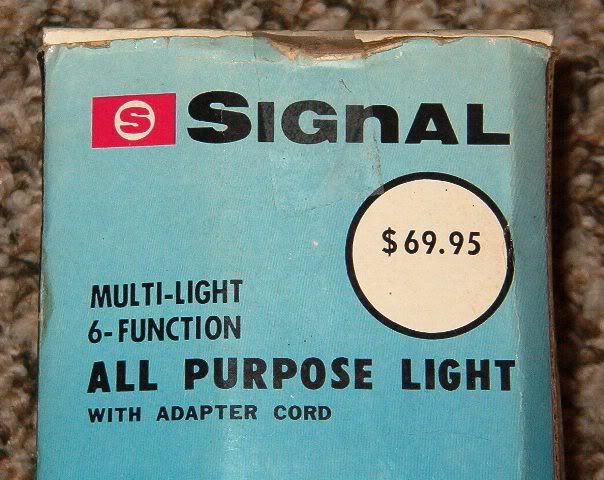 S SIGnAL
$69.95
MULTI-LIGHT
6-FUNCTION
ALL PURPOSE LIGHT
WITH ADAPTER CORD